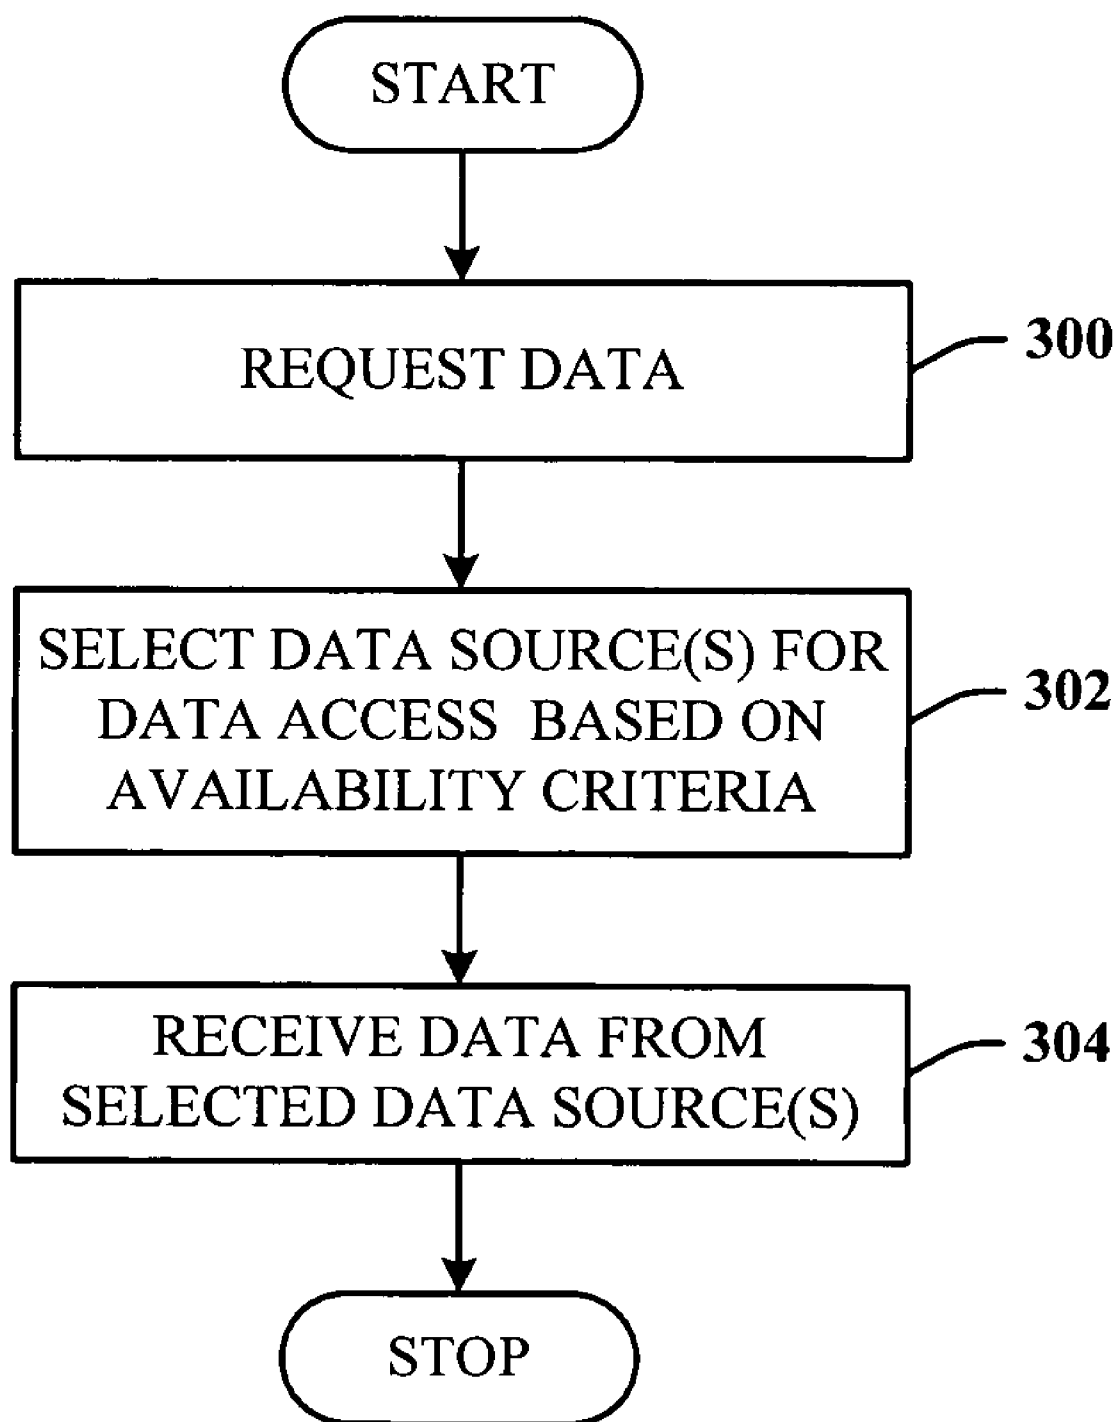 START
REQUEST DATA
300
SELECT DATA SOURCE(S) FOR
DATA ACCESS BASED ON
AVAILABILITY CRITERIA
302
RECEIVE DATA FROM
SELECTED DATA SOURCE(S)
304
STOP